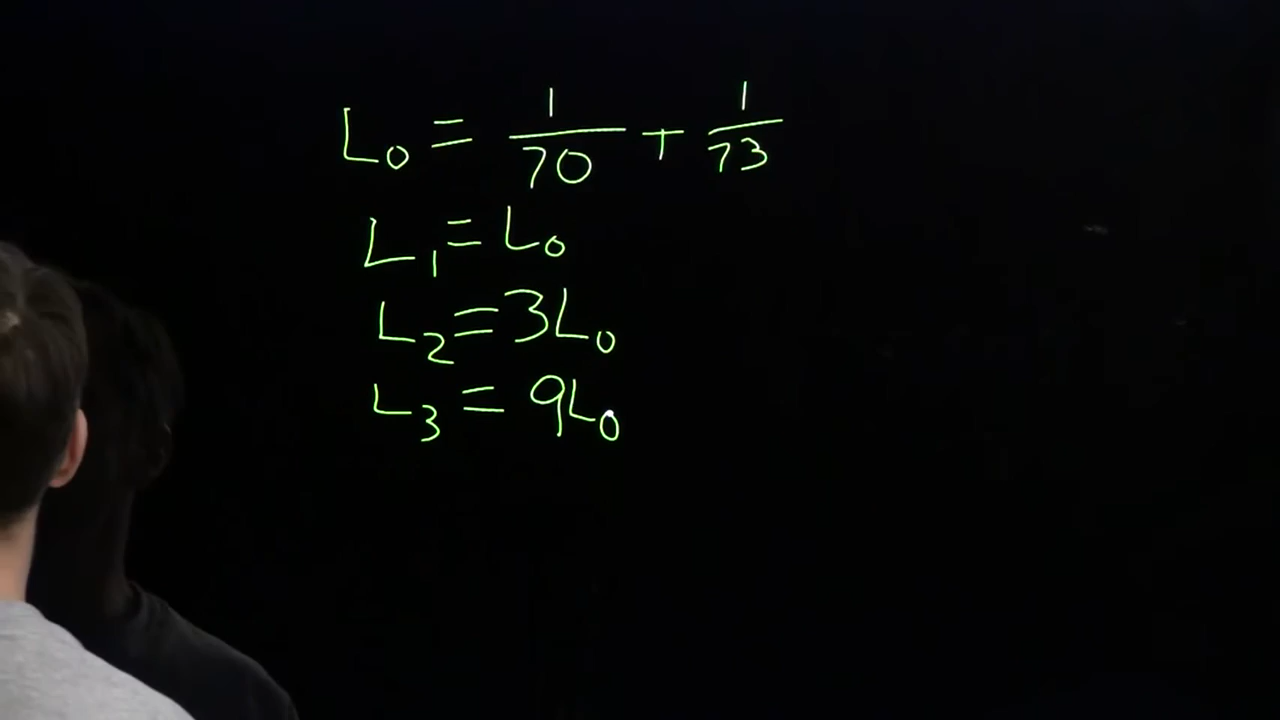 L₀ = 1/70 + 1/73
L₁ = L₀
L₂ = 3L₀
L₃ = 9L₀